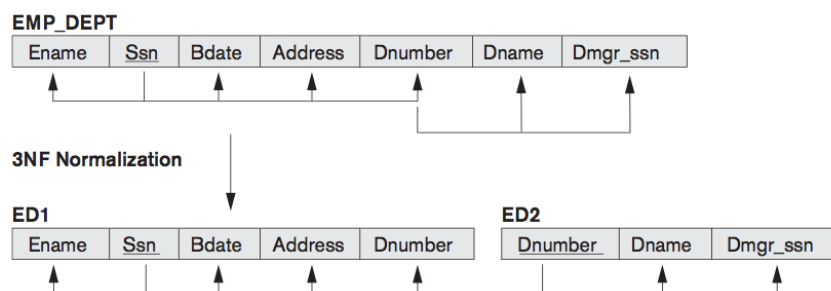 EMP_DEPT
Ename Ssn Bdate Address Dnumber Dname Dmgr_ssn
3NF Normalization
ED1 ED2
Ename Ssn Bdate Address Dnumber Dnumber Dname Dmgr_ssn